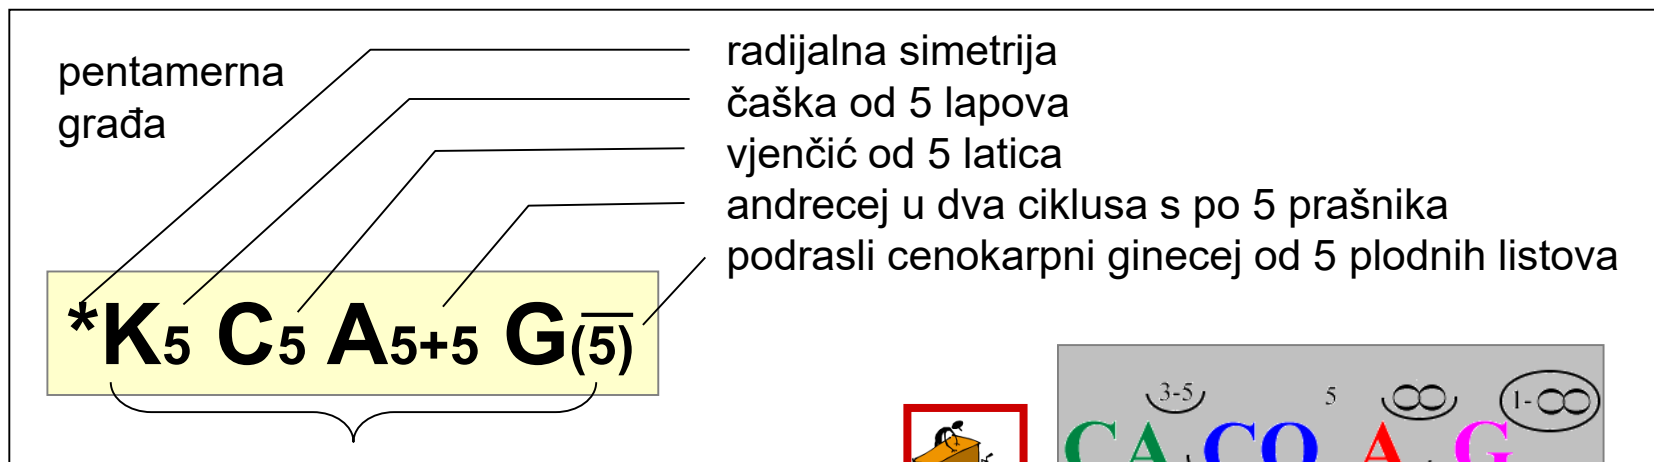 pentamerna
građa
radijalna simetrija
čaška od 5 lapova
vjenčić od 5 latica
andrecej u dva ciklusa s po 5 prašnika
podrasli cenokarpni ginecej od 5 plodnih listova
*K5 C5 A5+5 G(5̅)
3-5 5 ∞ 1-∞
CA CO A G